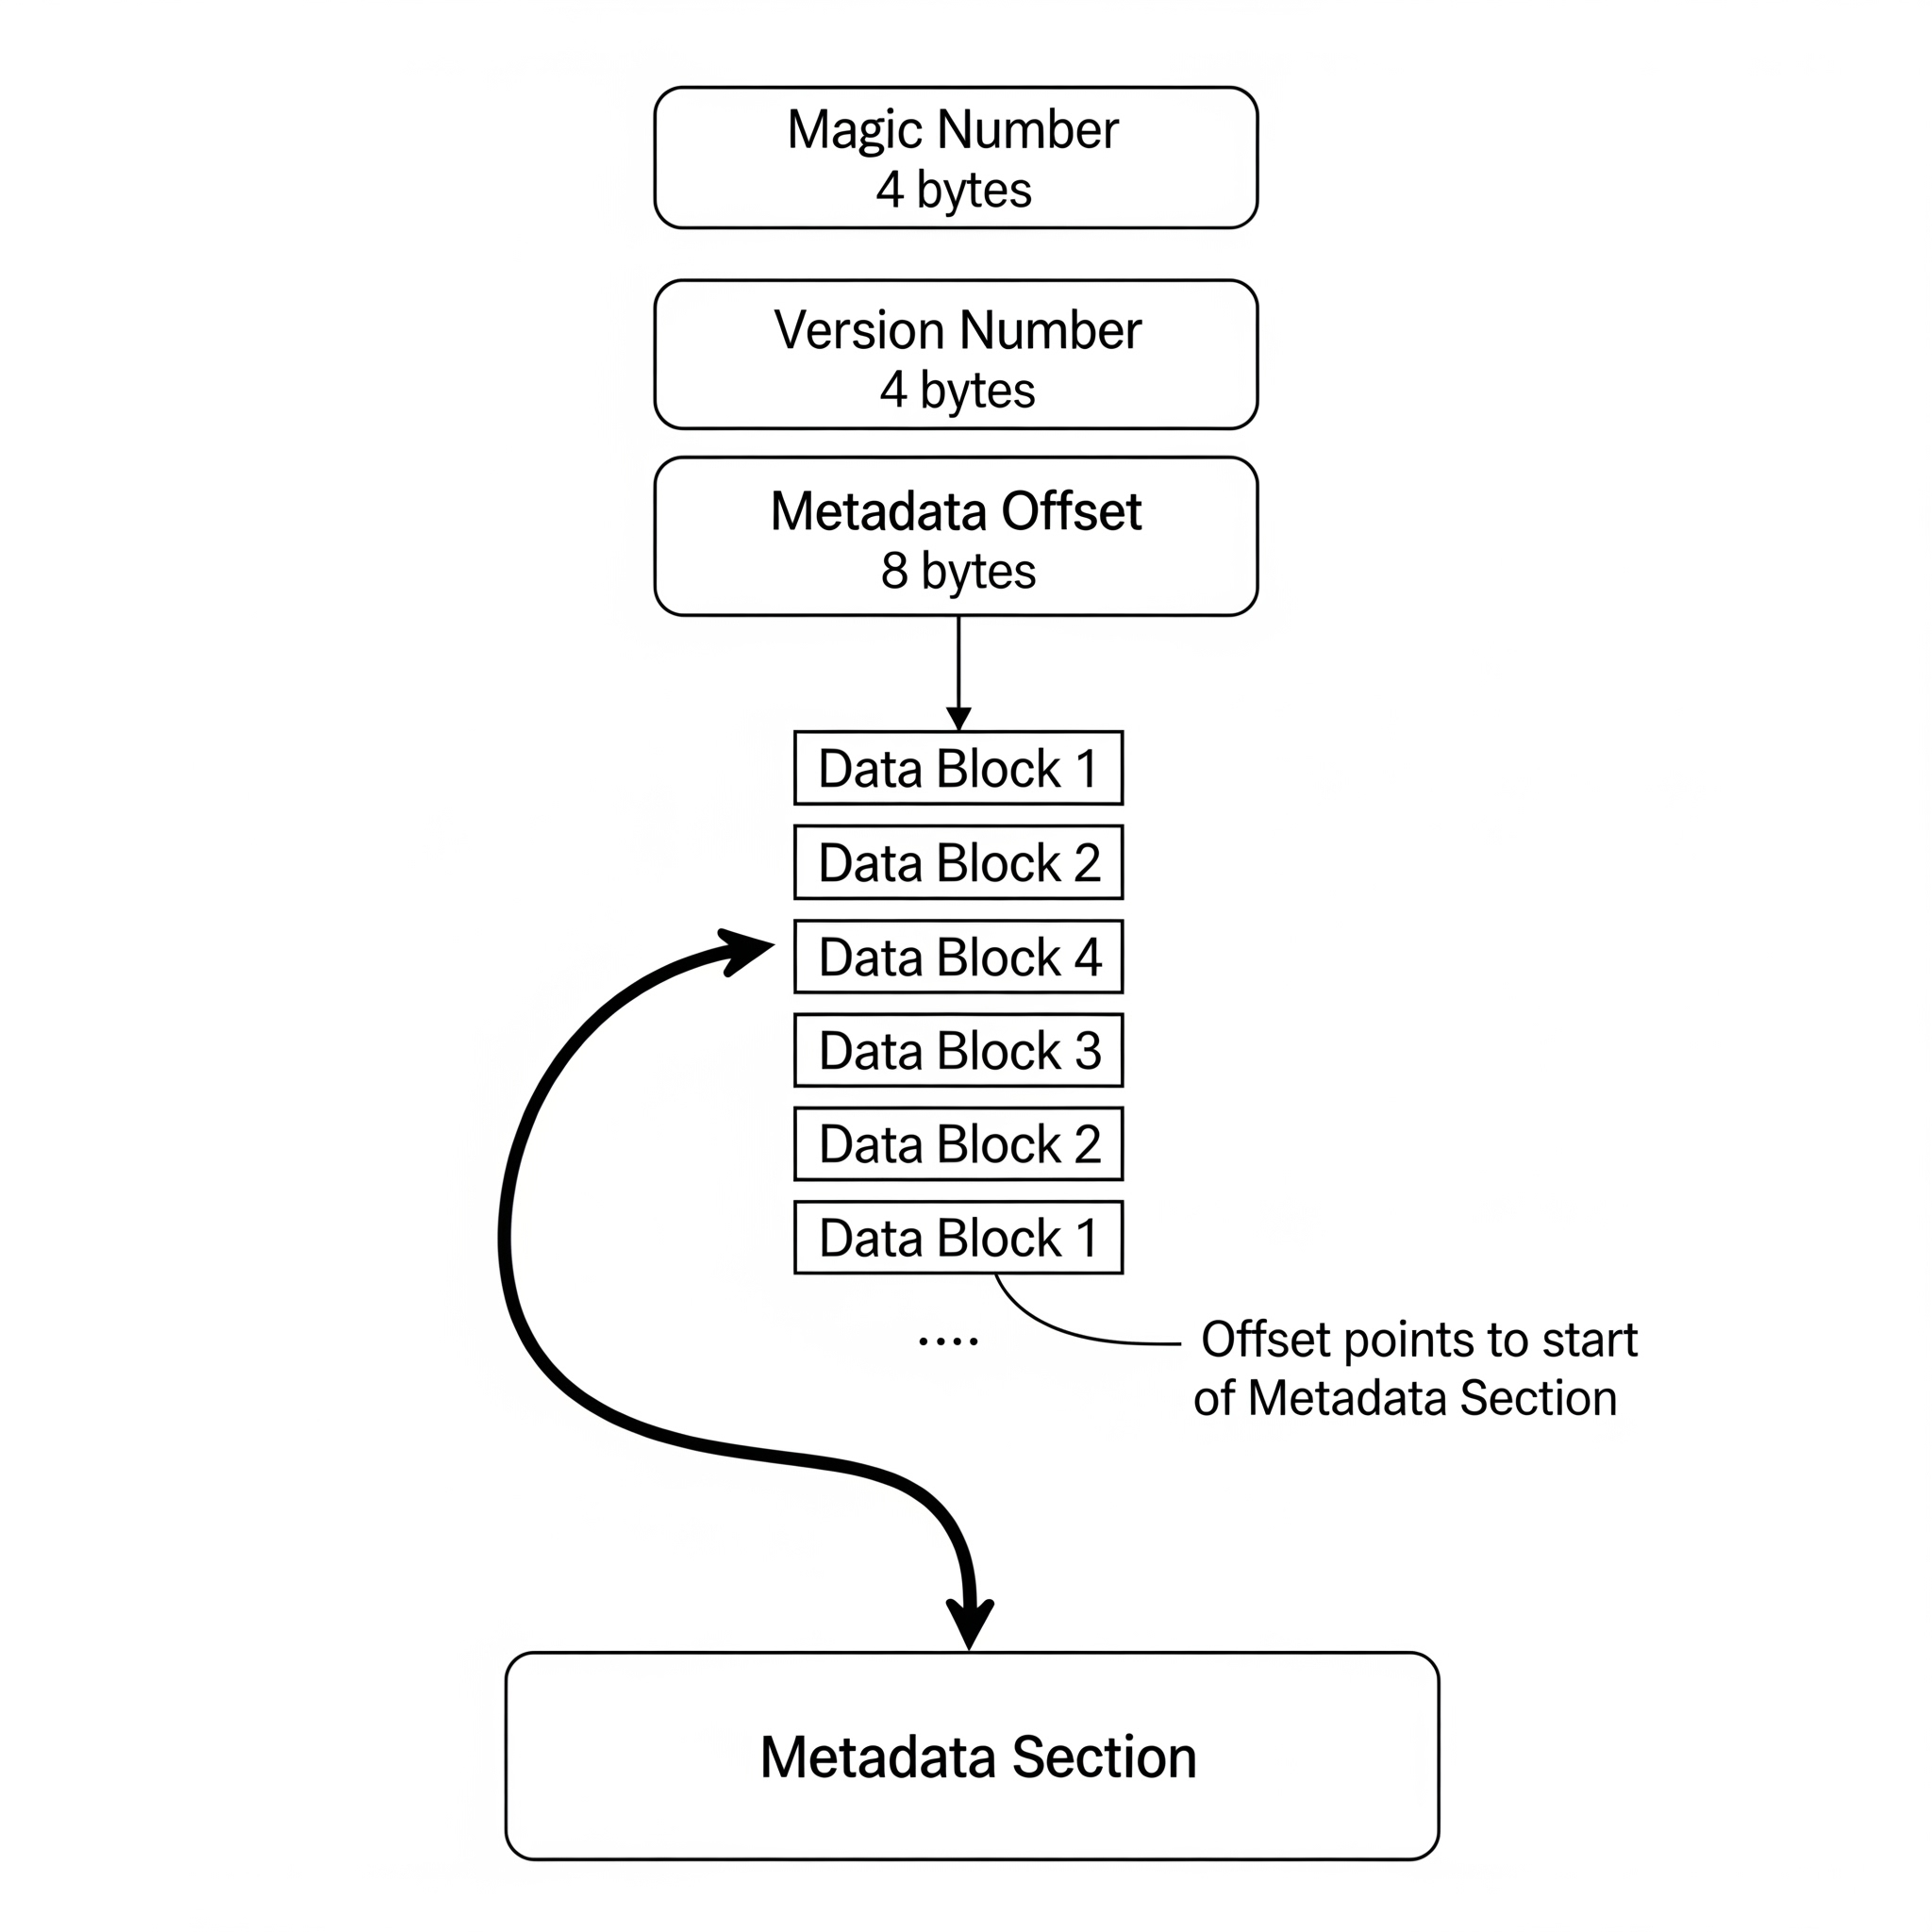 Magic Number
4 bytes
Version Number
4 bytes
Metadata Offset
8 bytes
Data Block 1
Data Block 2
Data Block 4
Data Block 3
Data Block 2
Data Block 1
....
Offset points to start
of Metadata Section
Metadata Section